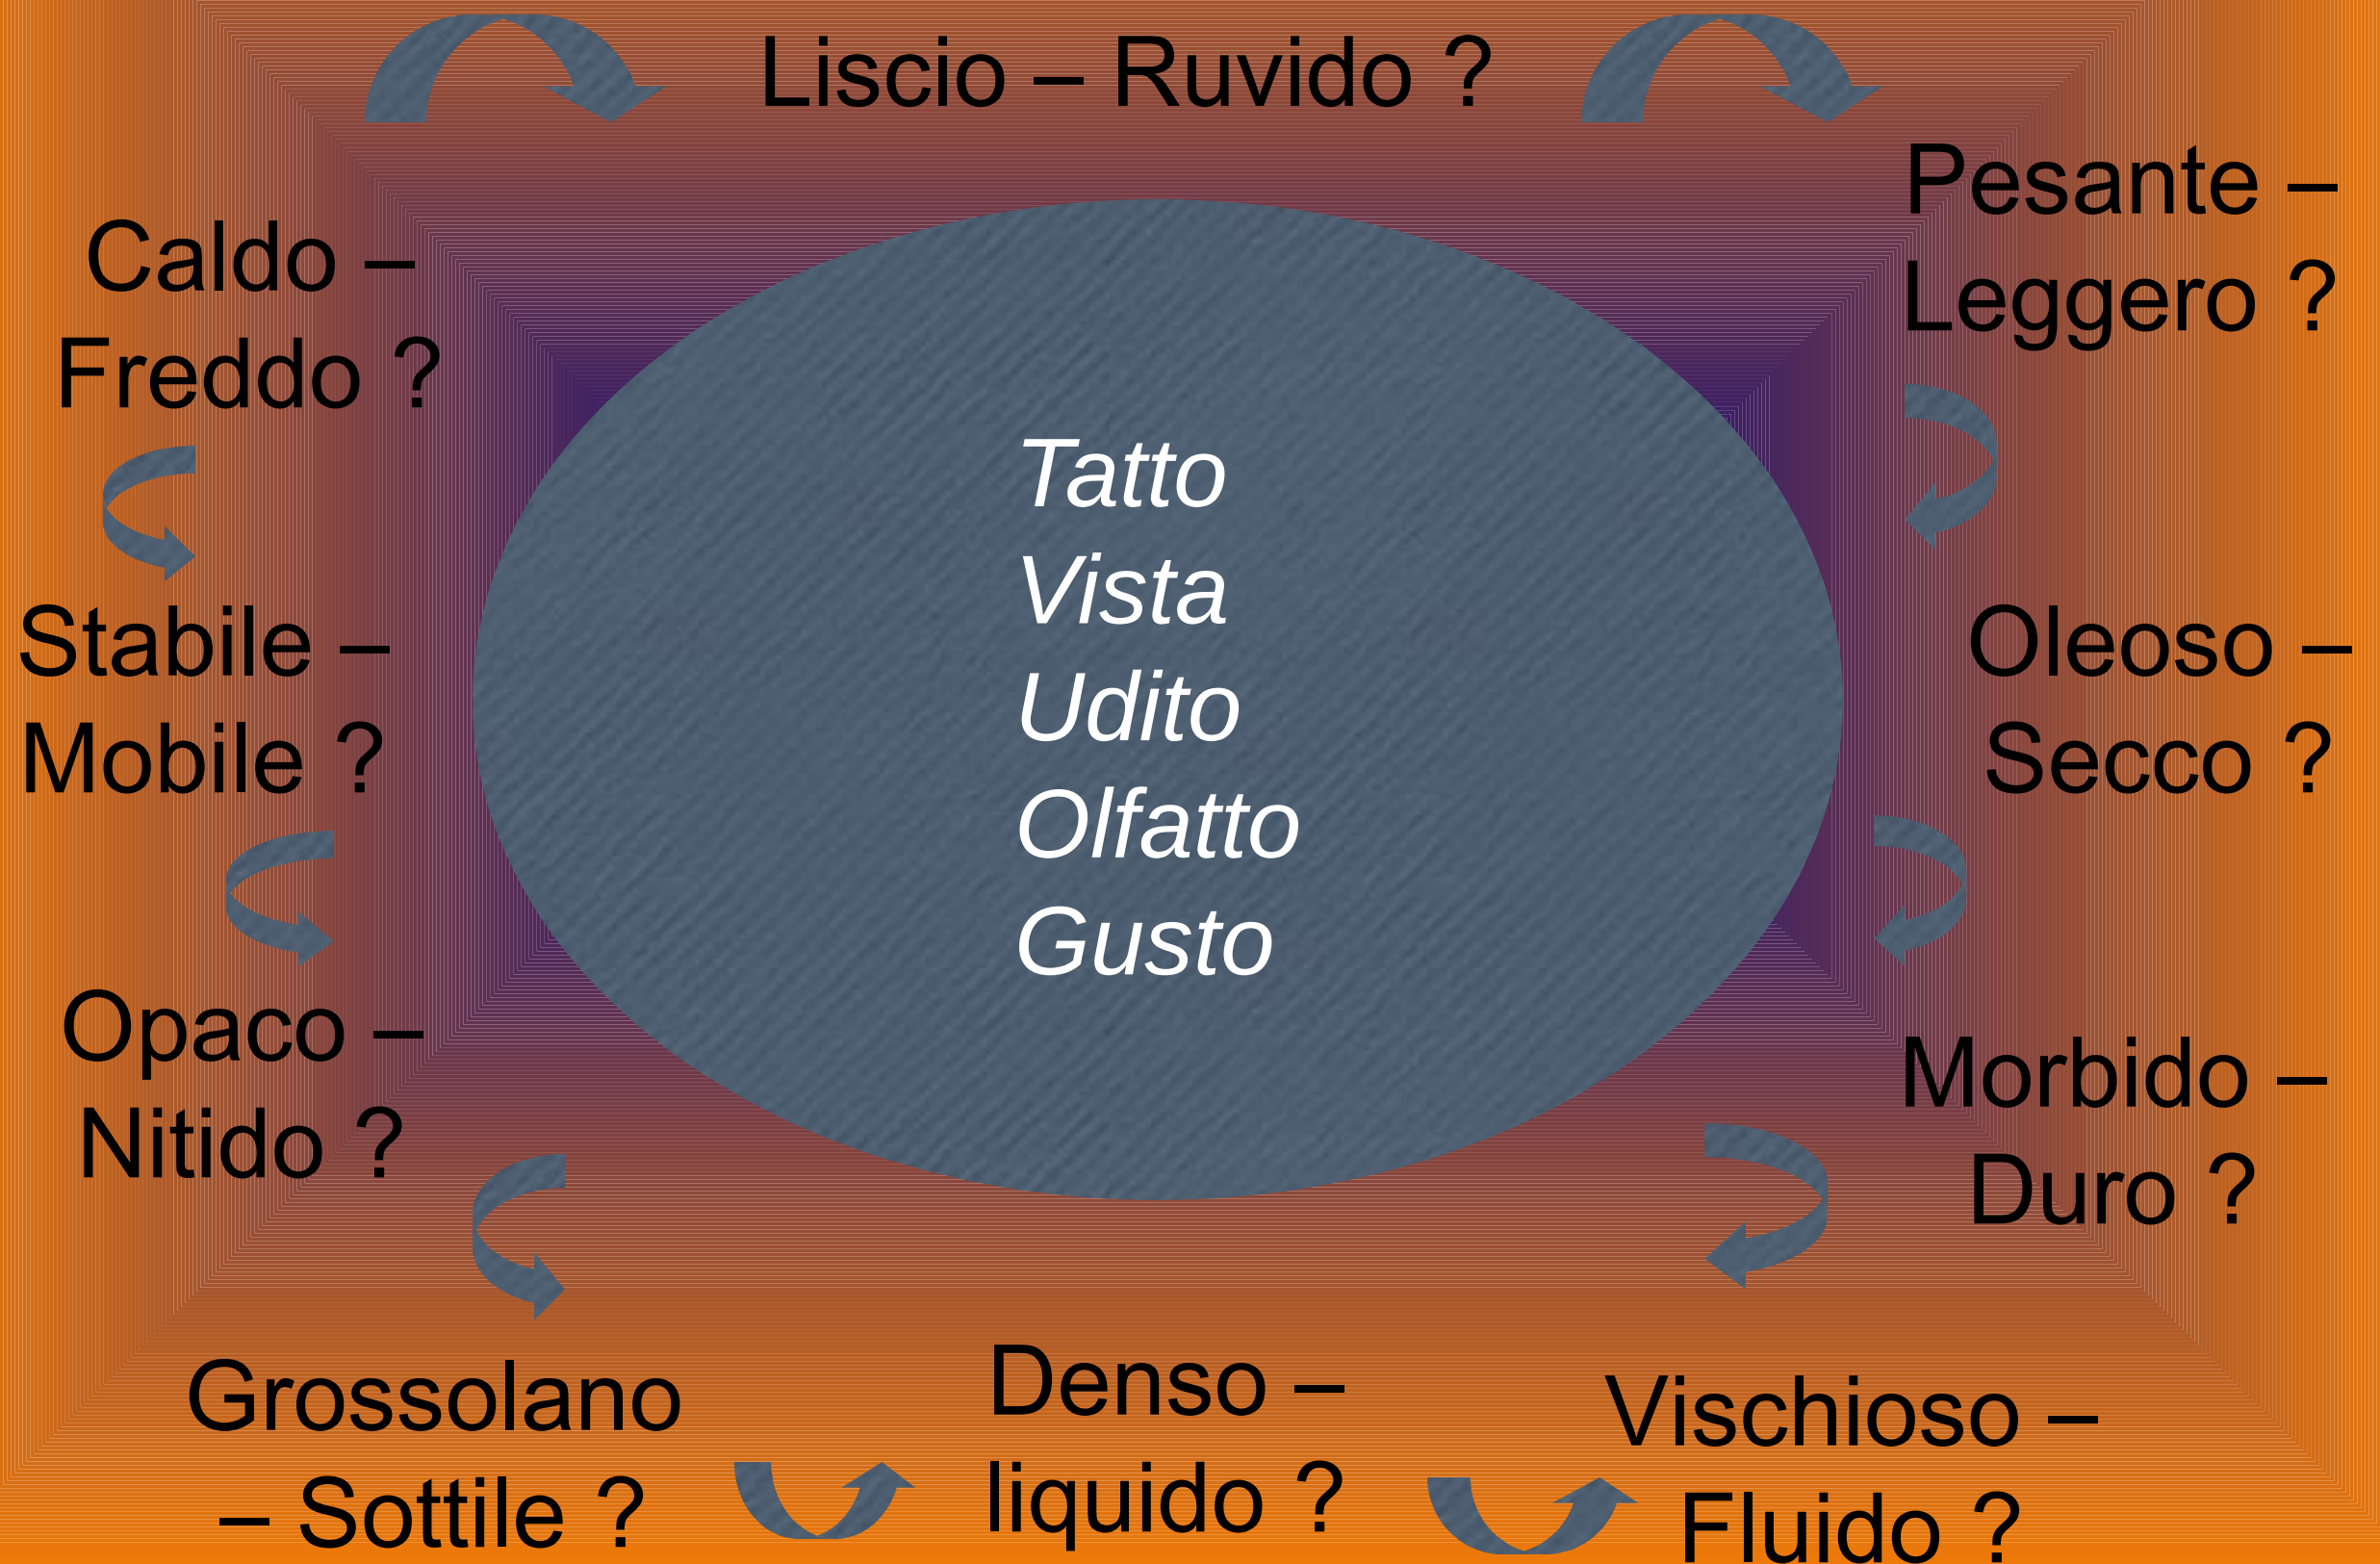 Liscio – Ruvido ?
Pesante –
Leggero ?
Caldo –
Freddo ?
Tatto
Vista
Udito
Olfatto
Gusto
Stabile –
Mobile ?
Oleoso –
Secco ?
Opaco –
Nitido ?
Morbido –
Duro ?
Grossolano
– Sottile ?
Denso –
liquido ?
Vischioso –
Fluido ?